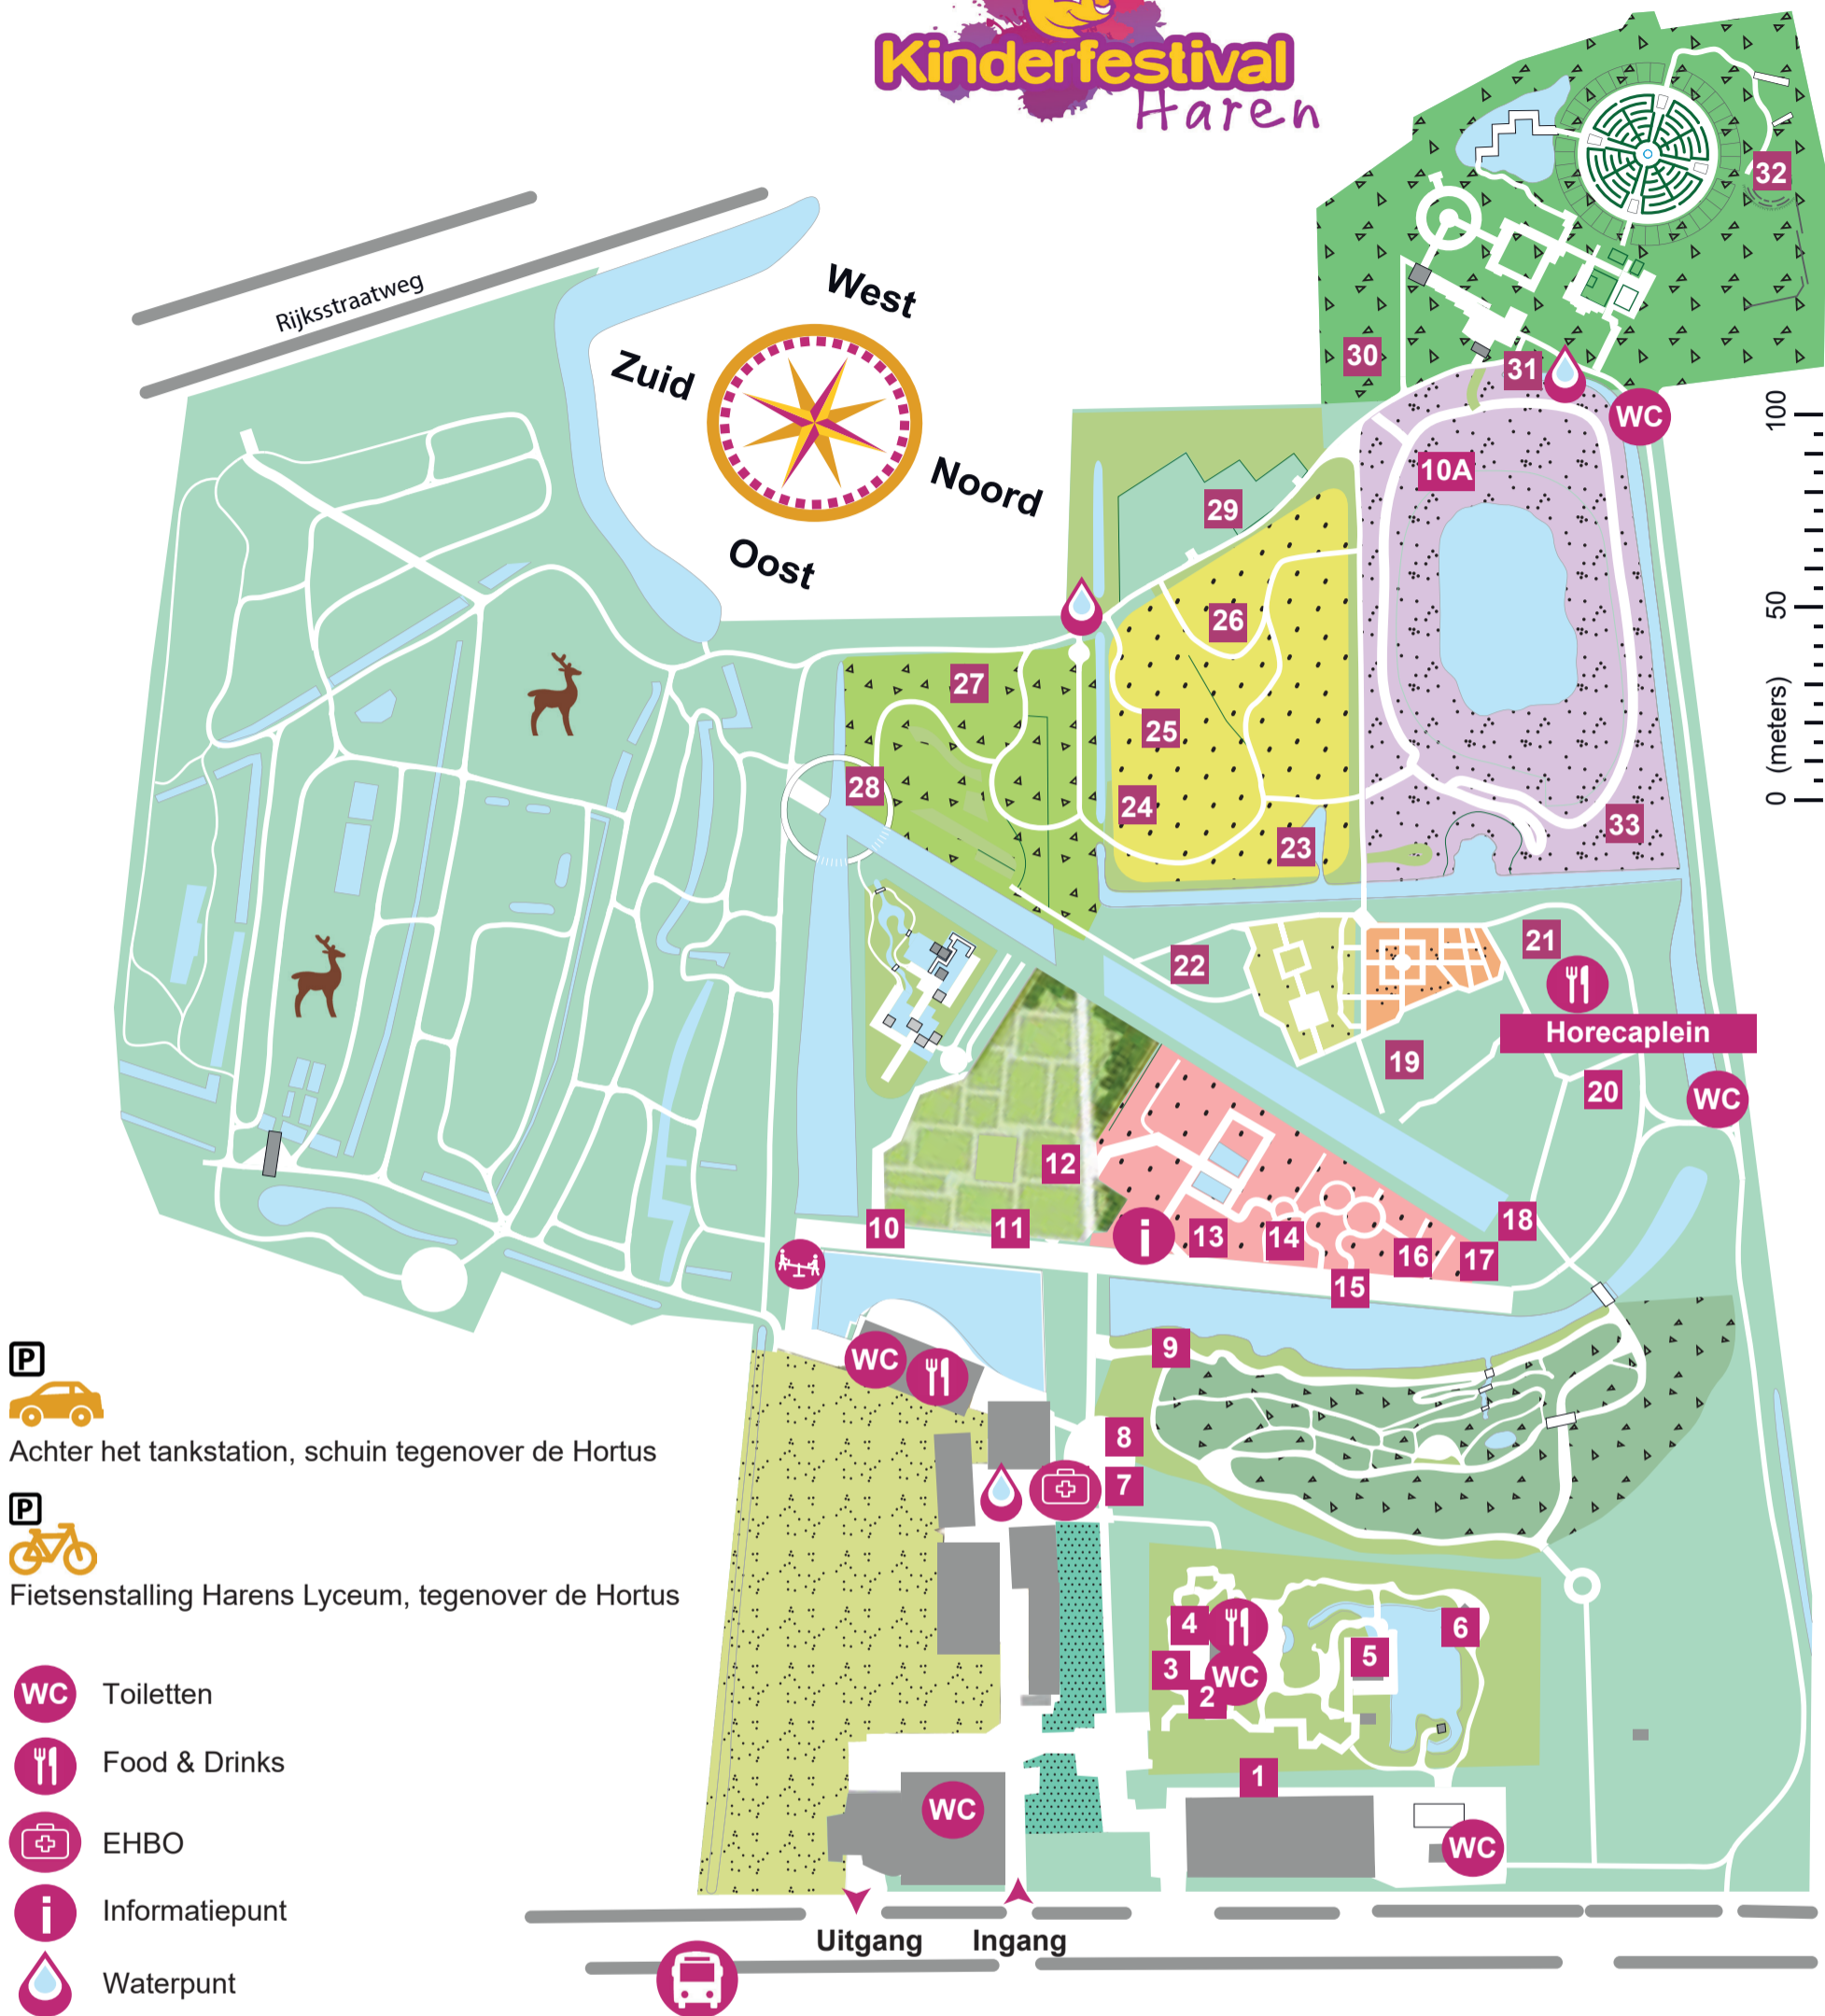 Kinderfestival
Haren
32
Rijksstraatweg
West
Zuid
Noord
Oost
30
31
WC
100
50
0 (meters)
10A
29
26
27
25
28
24
23
33
22
21
Horecaplein
19
20
WC
12
10
11
i
13
14
15
16
17
18
9
WC
8
7
P
Achter het tankstation, schuin tegenover de Hortus
P
Fietsenstalling Harens Lyceum, tegenover de Hortus
4
3
WC
2
5
6
1
WC
WC
WC Toiletten
Food & Drinks
EHBO
i Informatiepunt
Waterpunt
Uitgang
Ingang